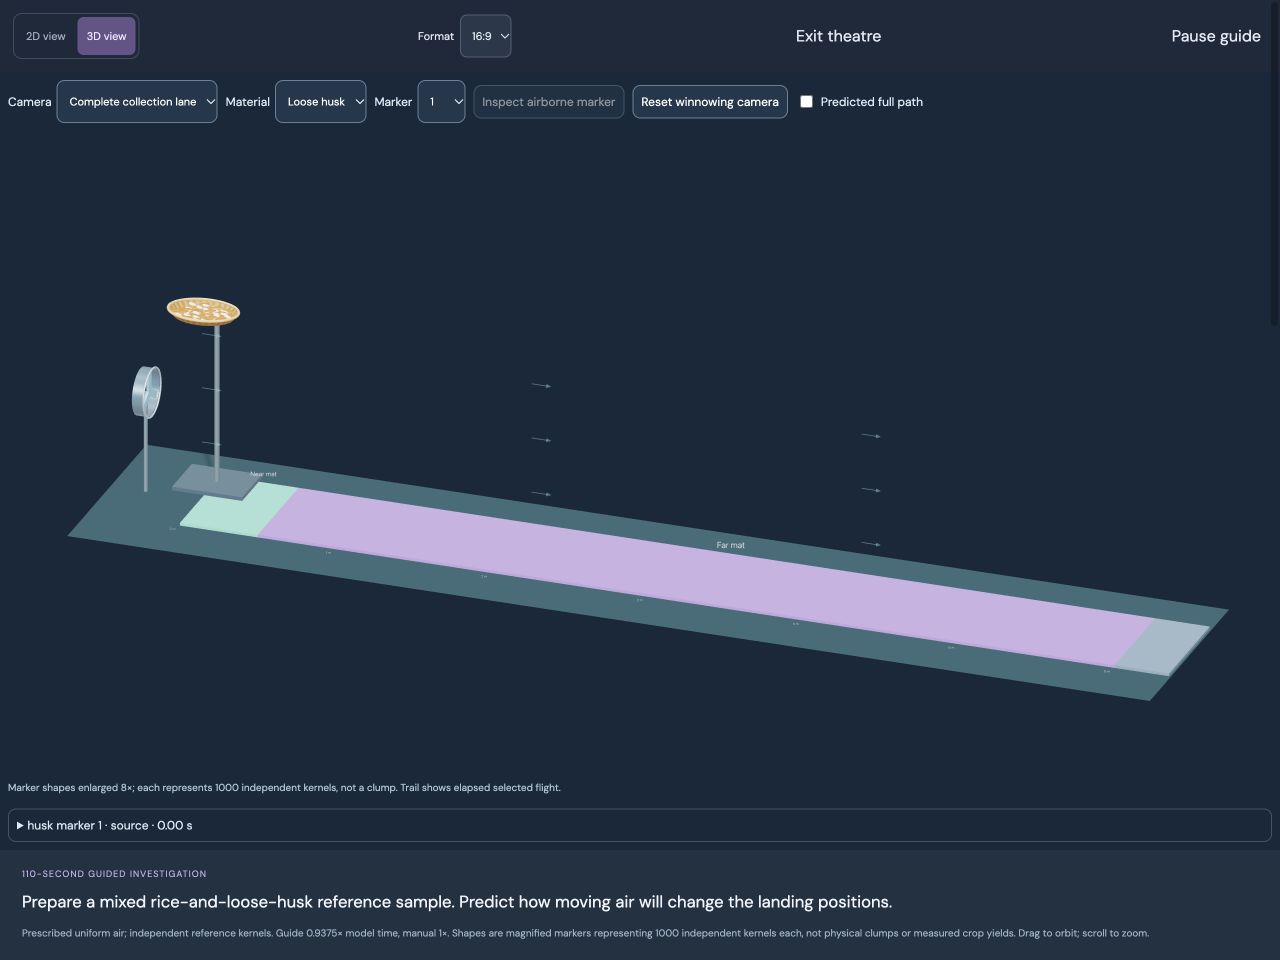 2D view 3D view Format 16:9 Exit theatre Pause guide
Camera Complete collection lane Material Loose husk Marker 1 Inspect airborne marker Reset winnowing camera Predicted full path
Near mat
Far mat
Marker shapes enlarged 8×; each represents 1000 independent kernels, not a clump. Trail shows elapsed selected flight.
husk marker 1 · source · 0.00 s
110-SECOND GUIDED INVESTIGATION
Prepare a mixed rice-and-loose-husk reference sample. Predict how moving air will change the landing positions.
Prescribed uniform air; independent reference kernels. Guide 0.9375× model time, manual 1×. Shapes are magnified markers representing 1000 independent kernels each, not physical clumps or measured crop yields. Drag to orbit; scroll to zoom.